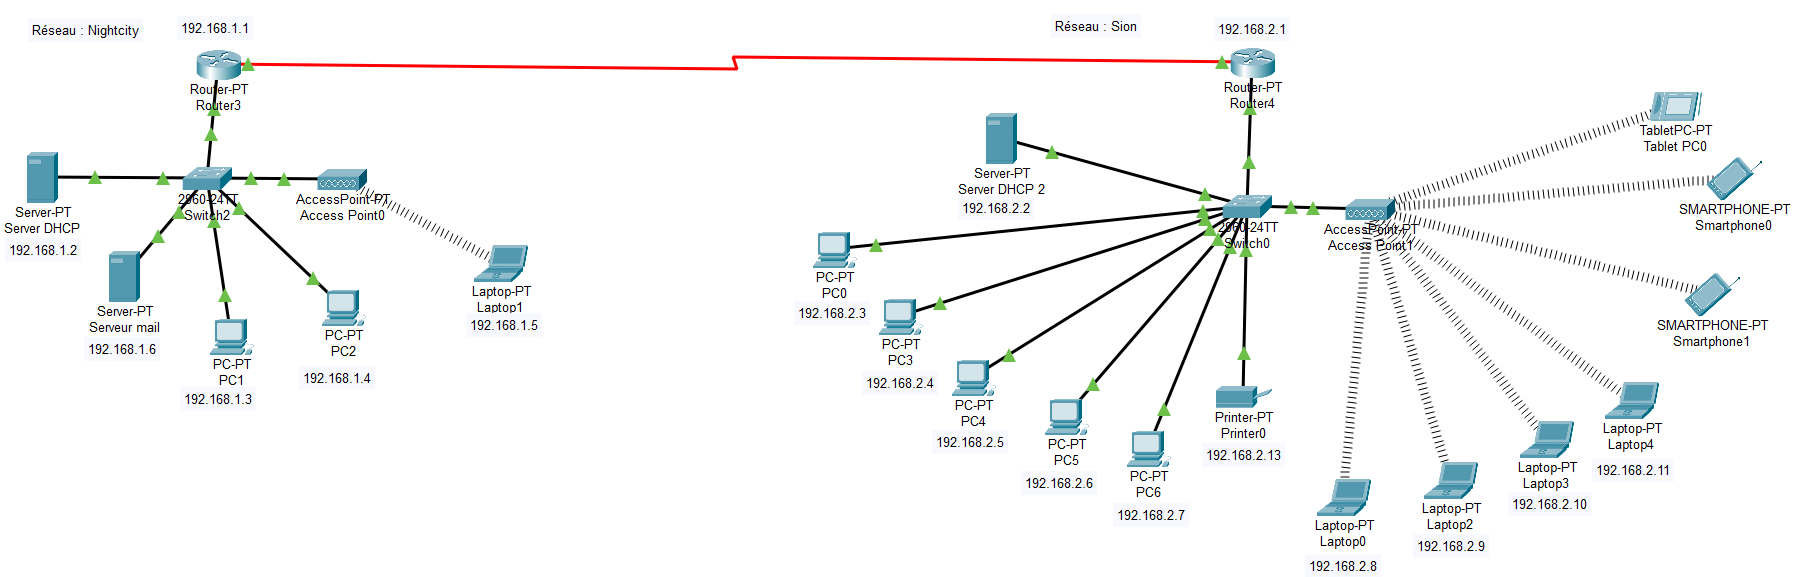 Réseau : Nightcity
192.168.1.1
Router-PT
Router3
Server-PT
Server DHCP
192.168.1.2
2960-24TT
Switch2
AccessPoint-PT
Access Point0
Server-PT
Serveur mail
192.168.1.6
PC-PT
PC1
192.168.1.3
PC-PT
PC2
192.168.1.4
Laptop-PT
Laptop1
192.168.1.5
Réseau : Sion
192.168.2.1
Router-PT
Router4
Server-PT
Server DHCP 2
192.168.2.2
2960-24TT
Switch0
AccessPoint-PT
Access Point1
TabletPC-PT
Tablet PC0
SMARTPHONE-PT
Smartphone0
SMARTPHONE-PT
Smartphone1
PC-PT
PC0
192.168.2.3
PC-PT
PC3
192.168.2.4
PC-PT
PC4
192.168.2.5
PC-PT
PC5
192.168.2.6
PC-PT
PC6
192.168.2.7
Printer-PT
Printer0
192.168.2.13
Laptop-PT
Laptop0
192.168.2.8
Laptop-PT
Laptop2
192.168.2.9
Laptop-PT
Laptop3
192.168.2.10
Laptop-PT
Laptop4
192.168.2.11